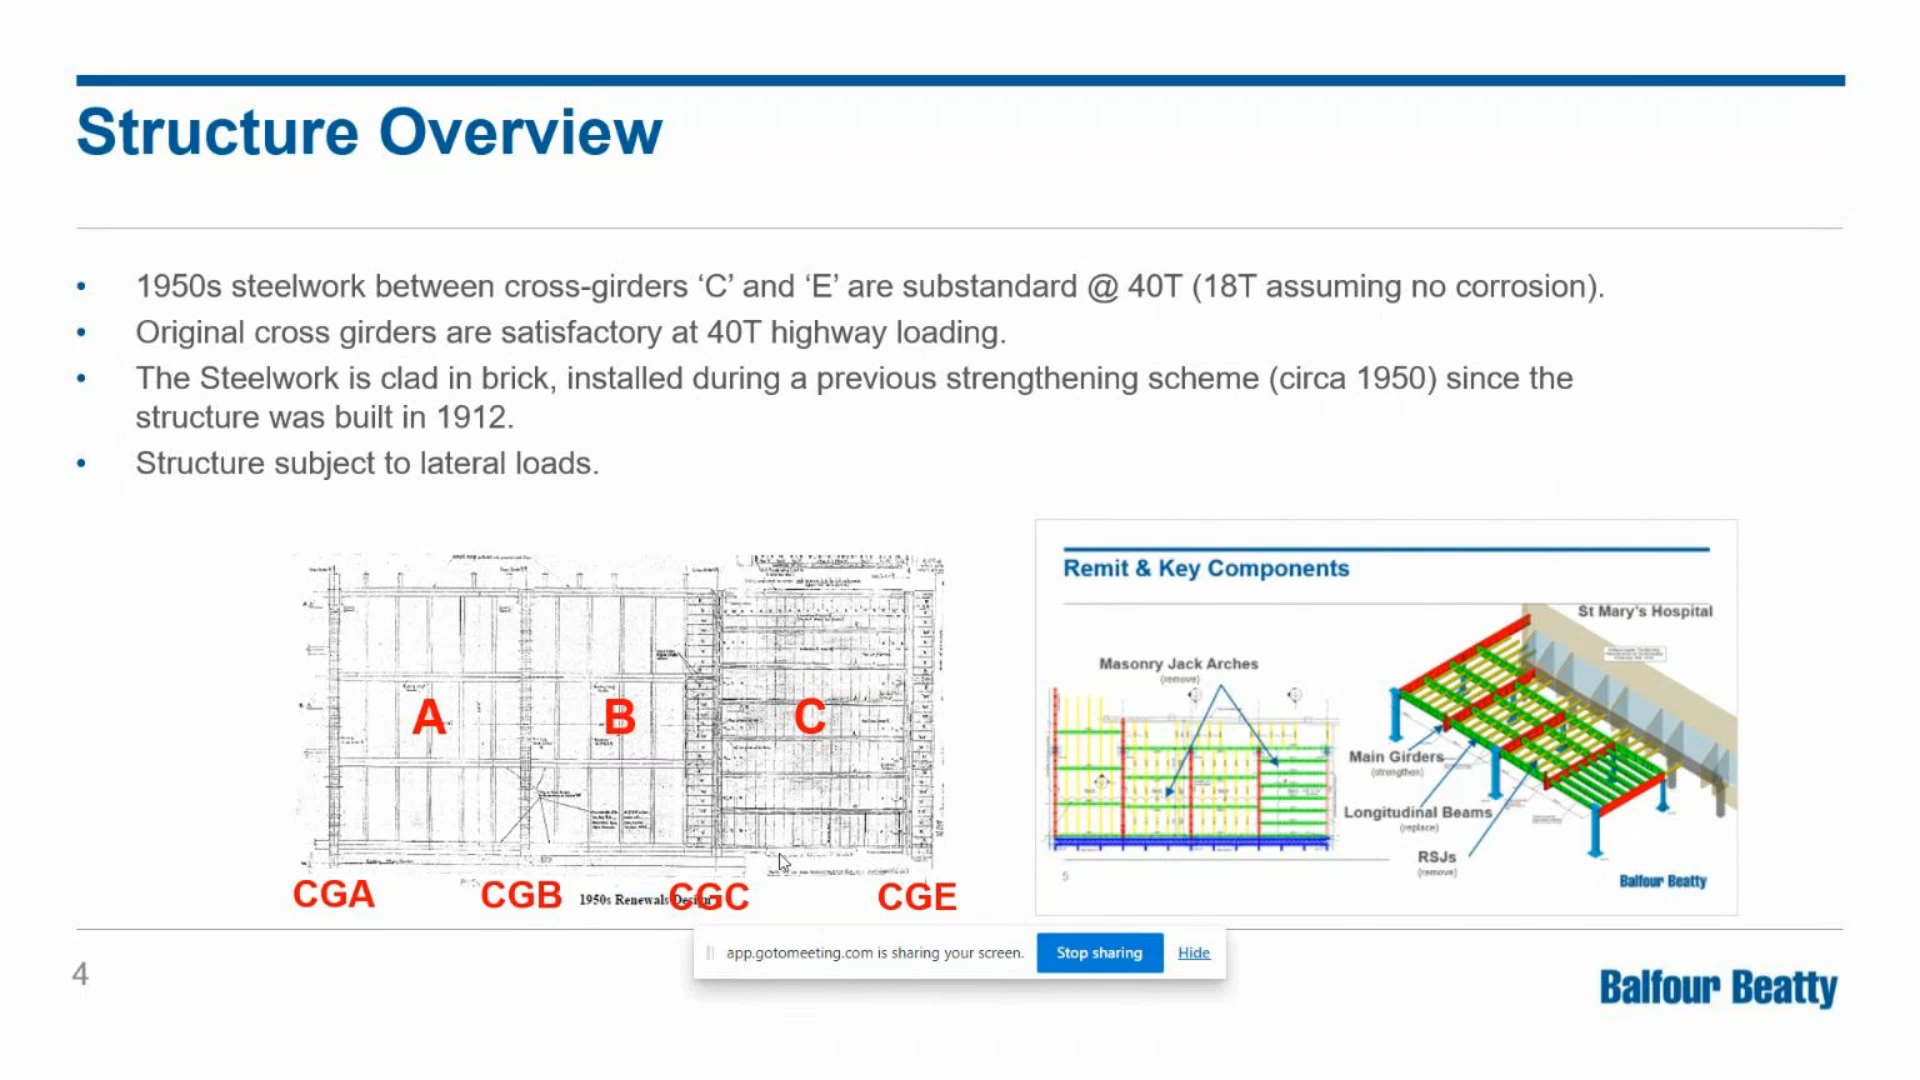 Structure Overview
• 1950s steelwork between cross-girders ‘C’ and ‘E’ are substandard @ 40T (18T assuming no corrosion).
• Original cross girders are satisfactory at 40T highway loading.
• The Steelwork is clad in brick, installed during a previous strengthening scheme (circa 1950) since the
structure was built in 1912.
• Structure subject to lateral loads.
A
B
C
CGA
CGB
1950s Renewals Design
CGC
CGE
Remit & Key Components
St Mary's Hospital
Masonry Jack Arches
(remove)
Main Girders
(strengthen)
Longitudinal Beams
(replace)
RSJs
(remove)
5
Balfour Beatty
app.gotomeeting.com is sharing your screen.
Stop sharing
Hide
4
Balfour Beatty